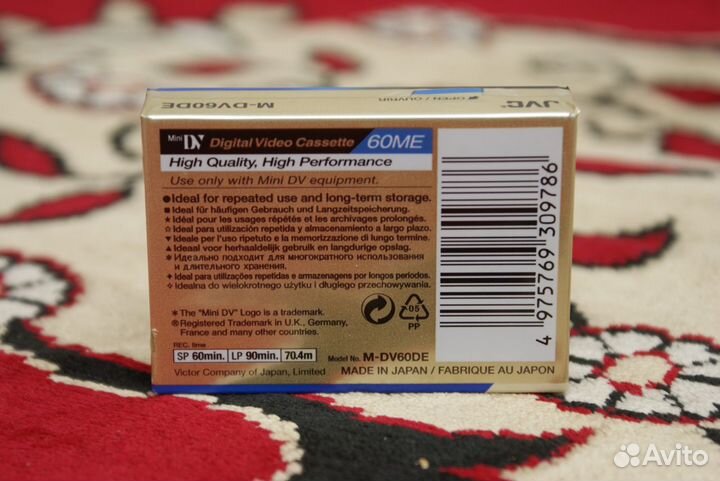 M-DV60DE OPEN / OUVRIR JVC
Mini DV Digital Video Cassette 60ME
High Quality, High Performance
Use only with Mini DV equipment.
●Ideal for repeated use and long-term storage.
■Ideal für häufigen Gebrauch und Langzeitspeicherung.
★Idéal pour les usages répétés et les archivages prolongés.
☆Ideal para utilización repetida y almacenamiento a largo plazo.
▼Ideale per l'uso ripetuto e la memorizzazione di lungo termine.
▲Ideaal voor herhaaldelijk gebruik en langdurige opslag.
✳Идеально подходит для многократного использования
и длительного хранения.
✦Ideal para utilizações repetidas e armazenagens por longos períodos.
✧Idealna do wielokrotnego użytku i długiego przechowywania.
✳The "Mini DV" Logo is a trademark.
®Registered Trademark in U.K., Germany,
France and many other countries.
05
PP
REC. time
SP 60min. LP 90min. 70.4m
Model No. M-DV60DE
Victor Company of Japan, Limited
MADE IN JAPAN / FABRIQUE AU JAPON
4 975769 309786
Avito